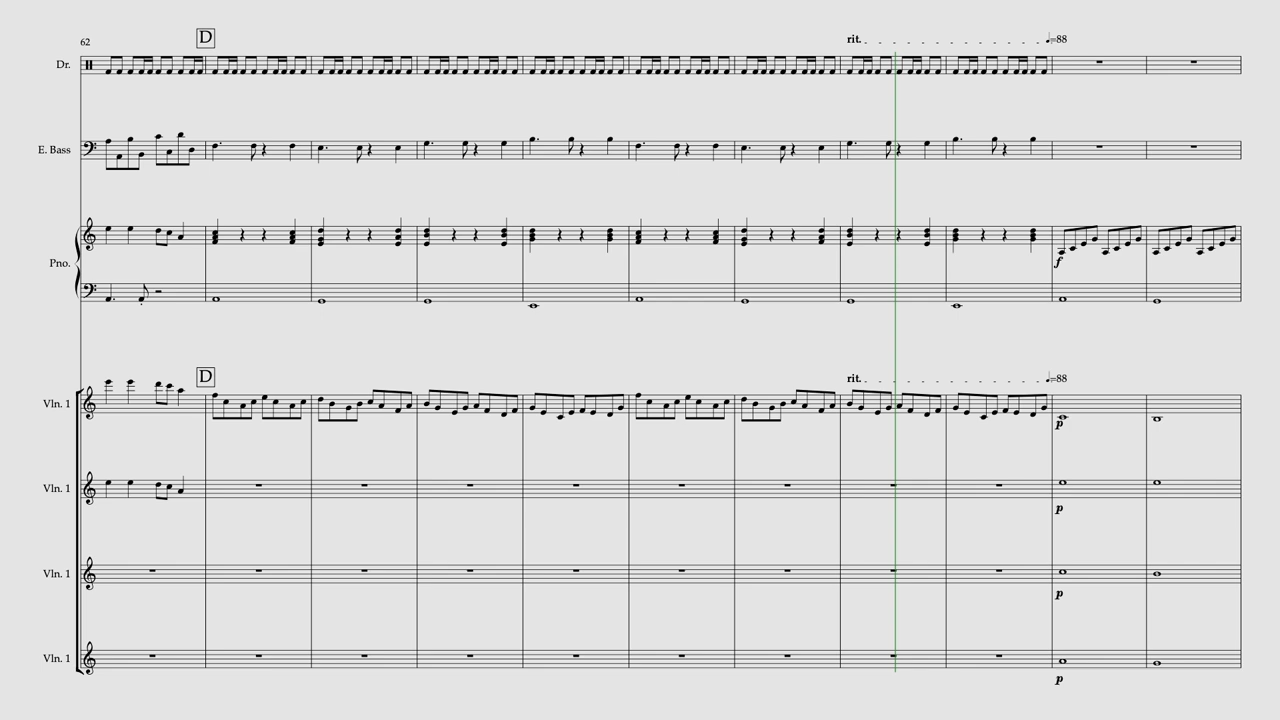 62
D
rit.
♩=88
Dr.
E. Bass
Pno.
f
D
rit.
♩=88
Vln. 1
p
Vln. 1
p
Vln. 1
p
Vln. 1
p